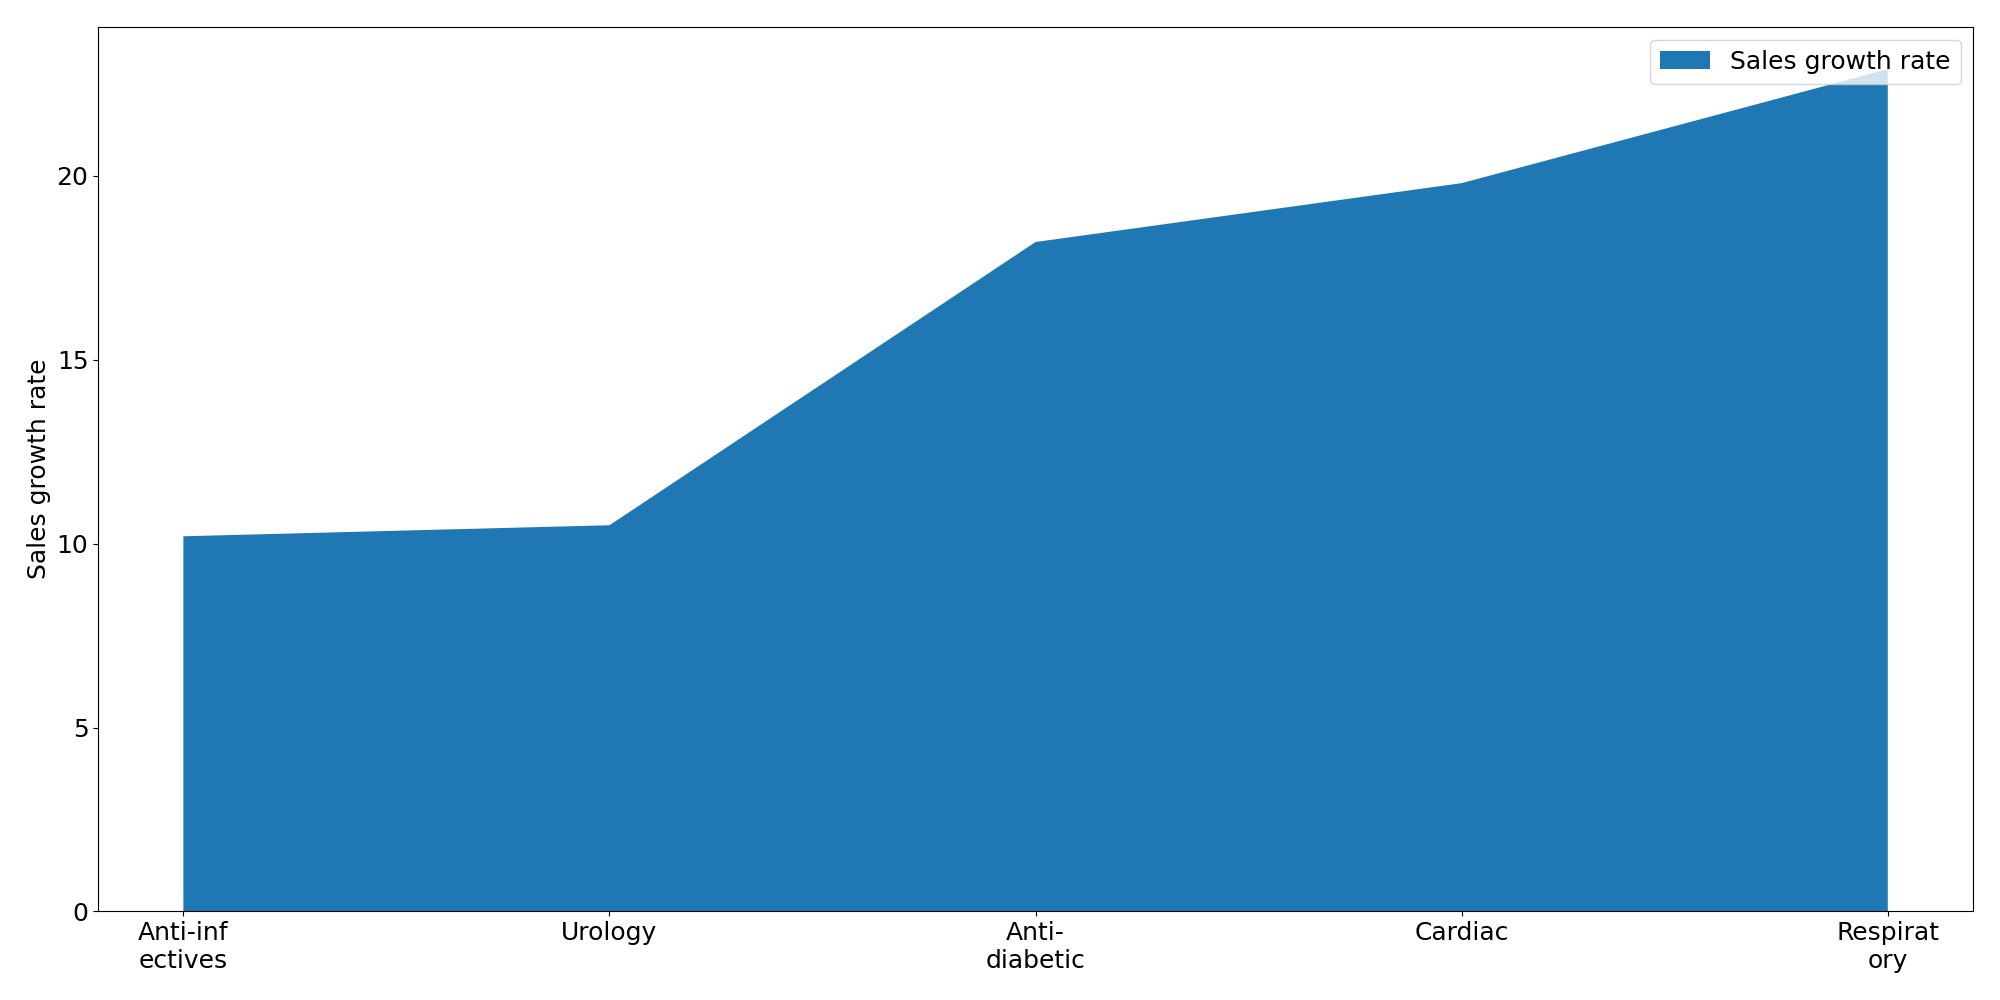 Sales growth rate
Sales growth rate
20
15
10
5
0
Anti-inf
ectives
Urology
Anti-
diabetic
Cardiac
Respirat
ory